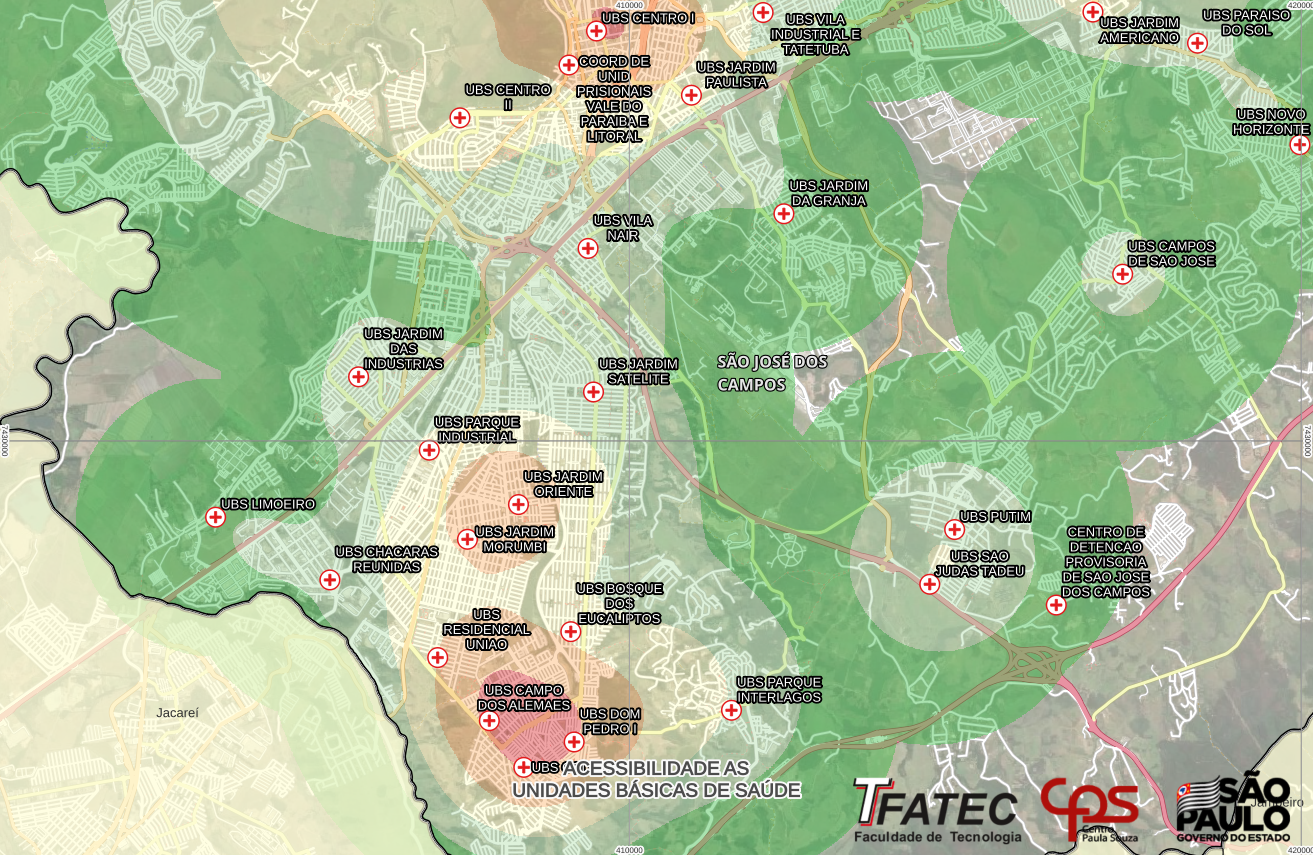 410000
420000
UBS CENTRO I
UBS VILA
INDUSTRIAL E
TATETUBA
UBS JARDIM
AMERICANO
UBS PARAISO
DO SOL
COORD DE
UNID
PRISIONAIS
VALE DO
PARAIBA E
LITORAL
UBS JARDIM
PAULISTA
UBS CENTRO
II
UBS NOVO
HORIZONTE
UBS JARDIM
DA GRANJA
UBS VILA
NAIR
UBS CAMPOS
DE SAO JOSE
UBS JARDIM
DAS
INDUSTRIAS
UBS JARDIM
SATELITE
SÃO JOSÉ DOS
CAMPOS
7430000
7430000
UBS PARQUE
INDUSTRIAL
UBS JARDIM
ORIENTE
UBS LIMOEIRO
UBS JARDIM
MORUMBI
UBS PUTIM
UBS CHACARAS
REUNIDAS
UBS SAO
JUDAS TADEU
CENTRO DE
DETENCAO
PROVISORIA
DE SAO JOSE
DOS CAMPOS
UBS BOSQUE
DOS
EUCALIPTOS
UBS
RESIDENCIAL
UNIAO
UBS CAMPO
DOS ALEMAES
UBS PARQUE
INTERLAGOS
UBS DOM
PEDRO I
Jacareí
UBS
ACESSIBILIDADE AS
UNIDADES BÁSICAS DE SAÚDE
FATEC
Faculdade de Tecnologia
cps
Centro
Paula Souza
SÃO
PAULO
GOVERNO DO ESTADO
Jambeiro
410000
420000